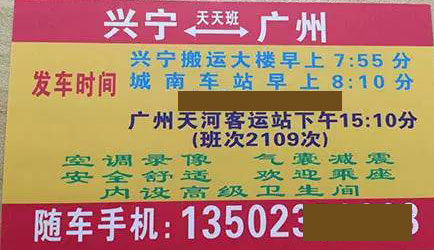 兴宁 天天班 广州
发车时间
兴宁搬运大楼早上 7:55 分
城南车站早上 8:10 分
广州天河客运站下午15:10分
(班次2109次)
空调录像 气囊减震
安全舒适 欢迎乘座
内设高级卫生间
随车手机:13502